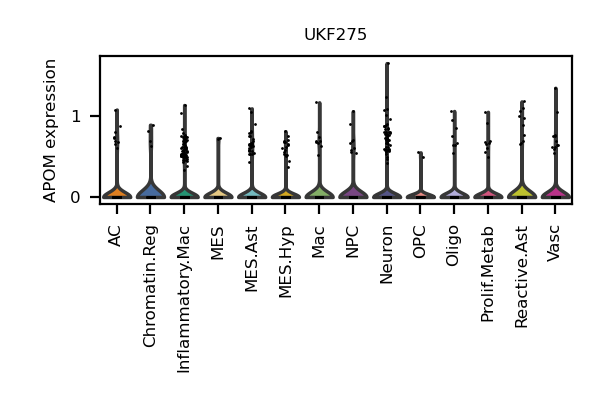 UKF275
APOM expression
1
0
AC
Chromatin.Reg
Inflammatory.Mac
MES
MES.Ast
MES.Hyp
Mac
NPC
Neuron
OPC
Oligo
Prolif.Metab
Reactive.Ast
Vasc